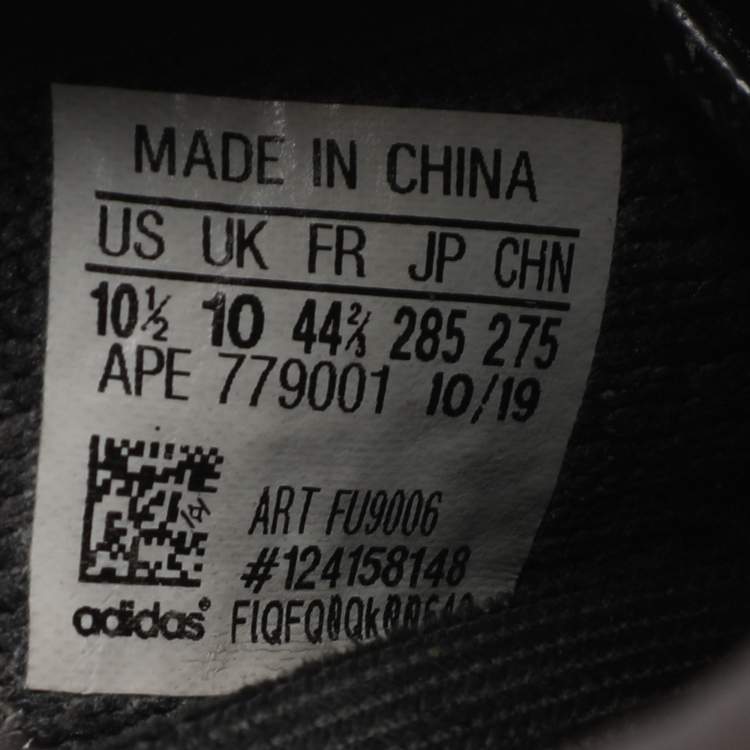 MADE IN CHINA
US UK FR JP CHN
10½ 10 44⅔ 285 275
APE 779001 10/19
ART FU9006
#124158148
adidas®